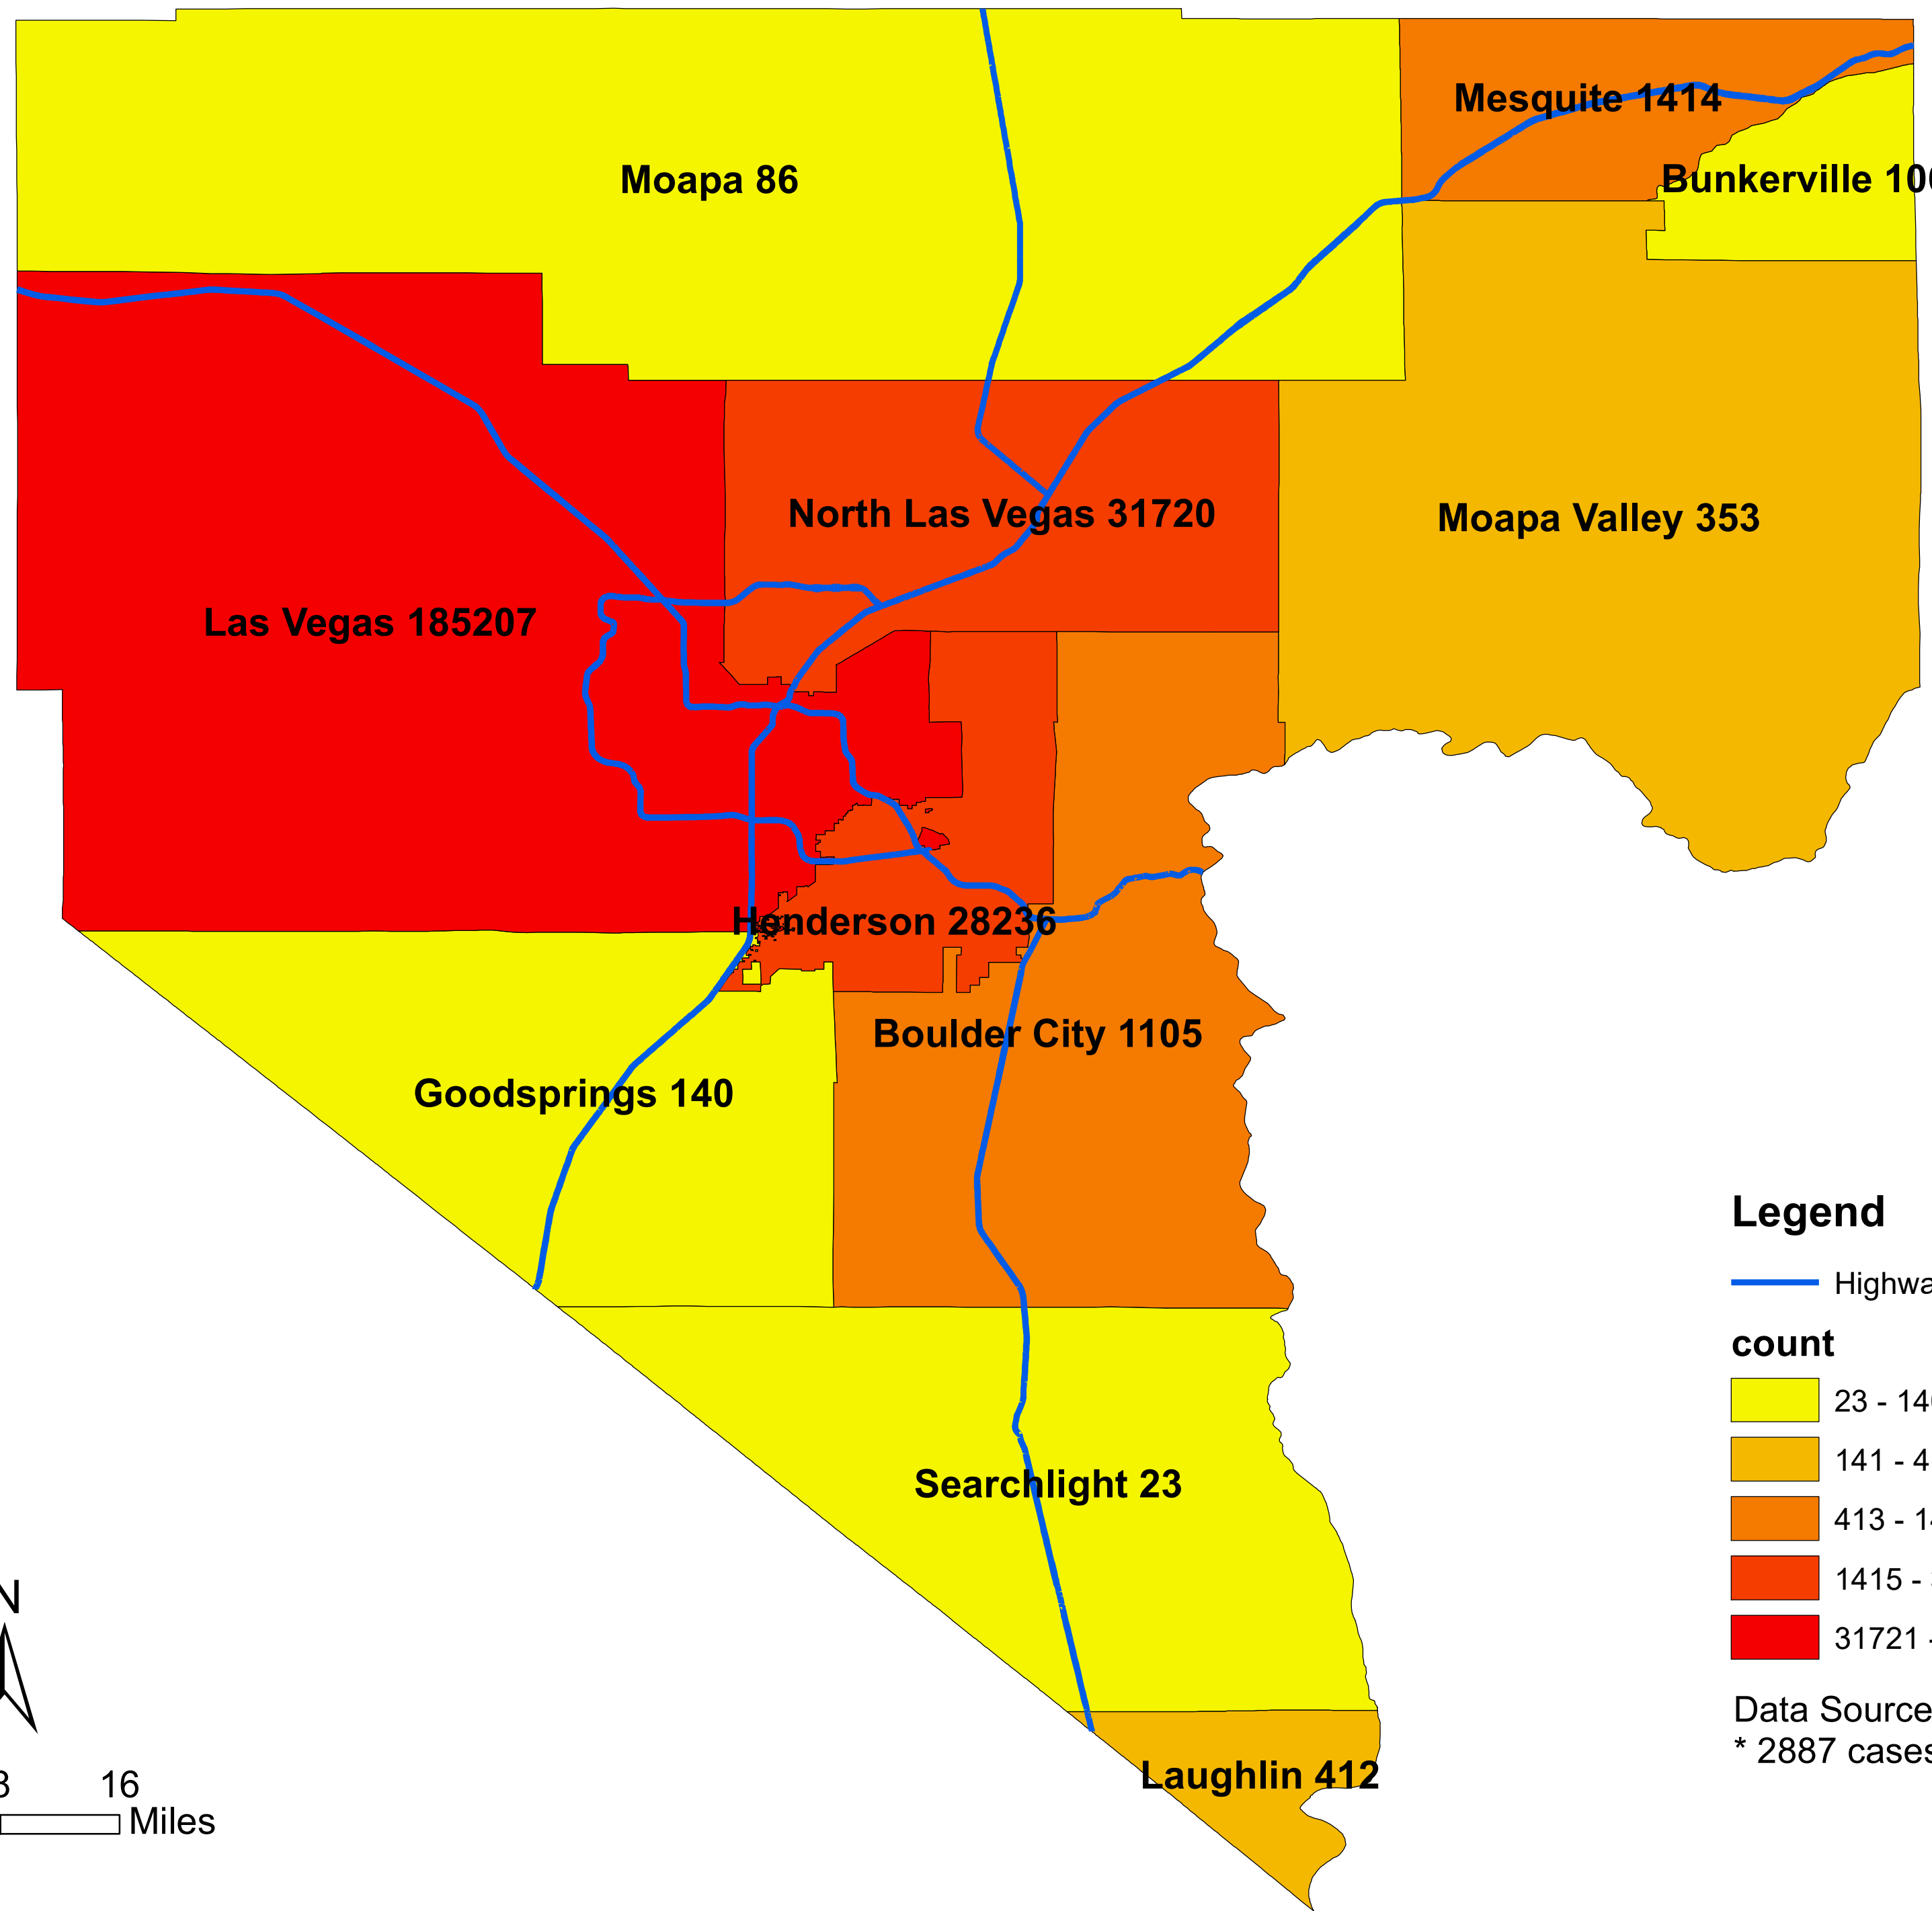 Mesquite 1414
Moapa 86
Bunkerville 10
North Las Vegas 31720
Moapa Valley 353
Las Vegas 185207
Henderson 28236
Boulder City 1105
Goodsprings 140
Legend
Highwa
count
23 - 14
141 - 4
413 - 14
1415 -
31721 -
Searchlight 23
N
Data Source
* 2887 cases
Laughlin 412
16
Miles